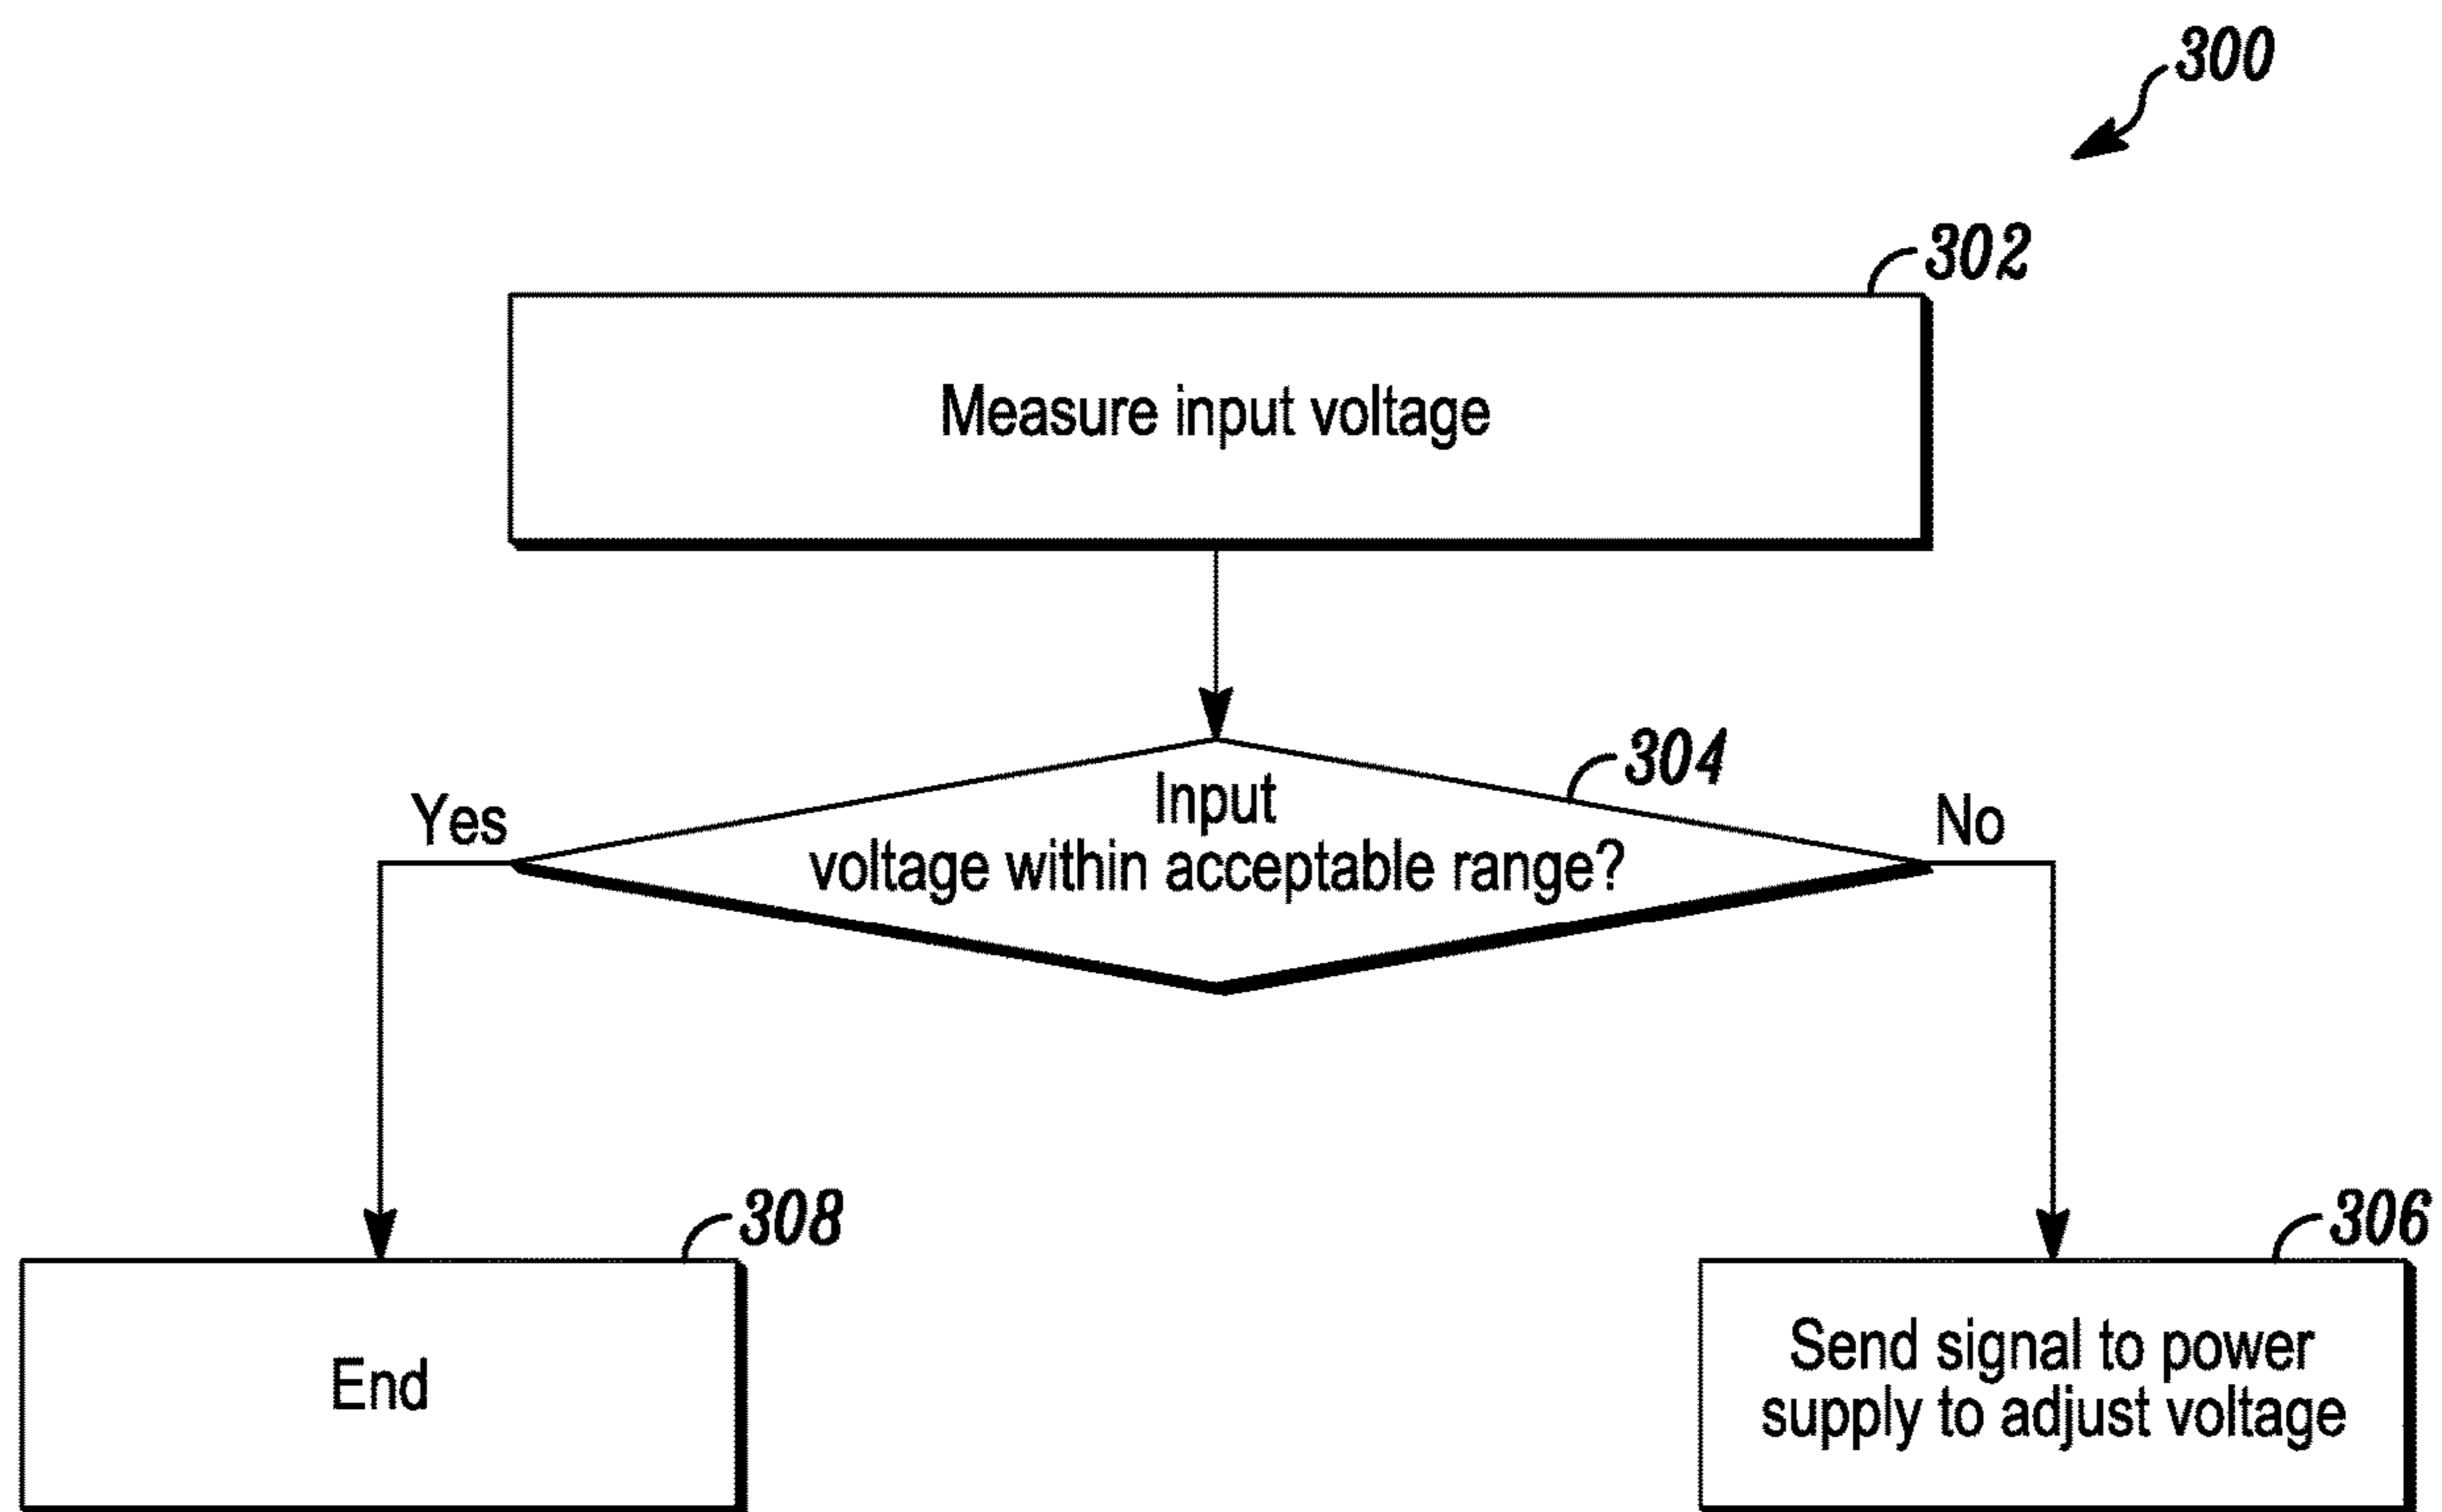 300
302
Measure input voltage
304
Yes
Input
No
voltage within acceptable range?
308
306
End
Send signal to power
supply to adjust voltage